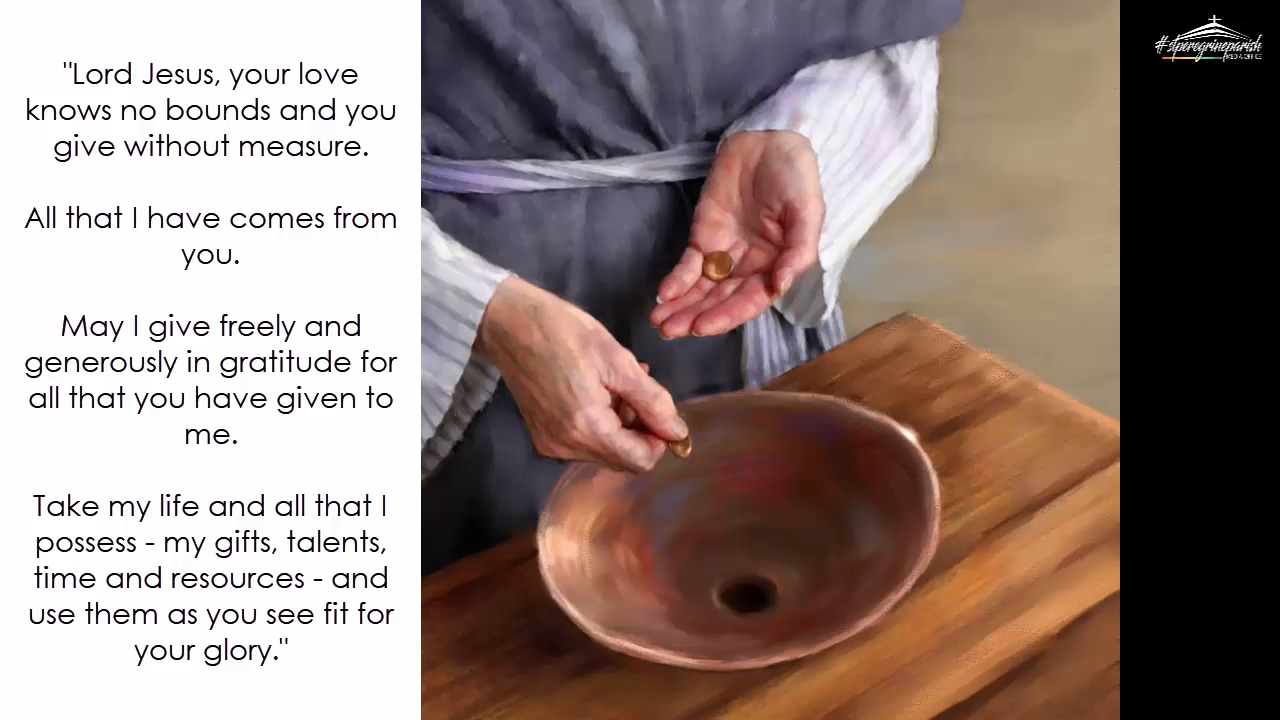 "Lord Jesus, your love
knows no bounds and you
give without measure.
All that I have comes from
you.
May I give freely and
generously in gratitude for
all that you have given to
me.
Take my life and all that I
possess - my gifts, talents,
time and resources - and
use them as you see fit for
your glory."
#stperegrineparish